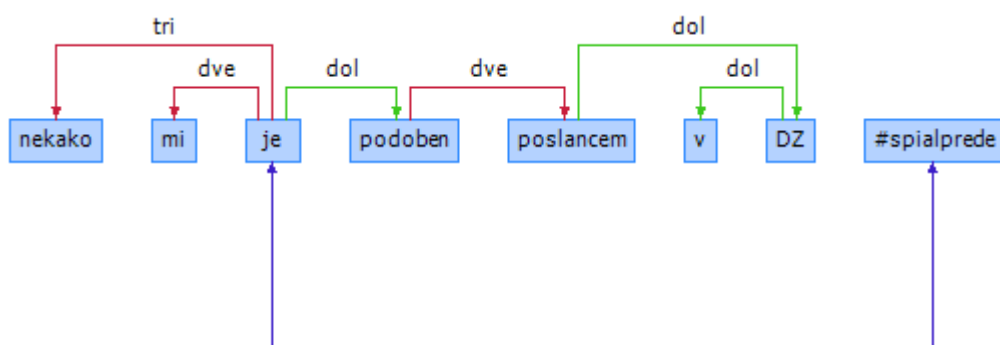 tri dol
dve dol dve dol
nekako mi je podoben poslancem v DZ #spialprede